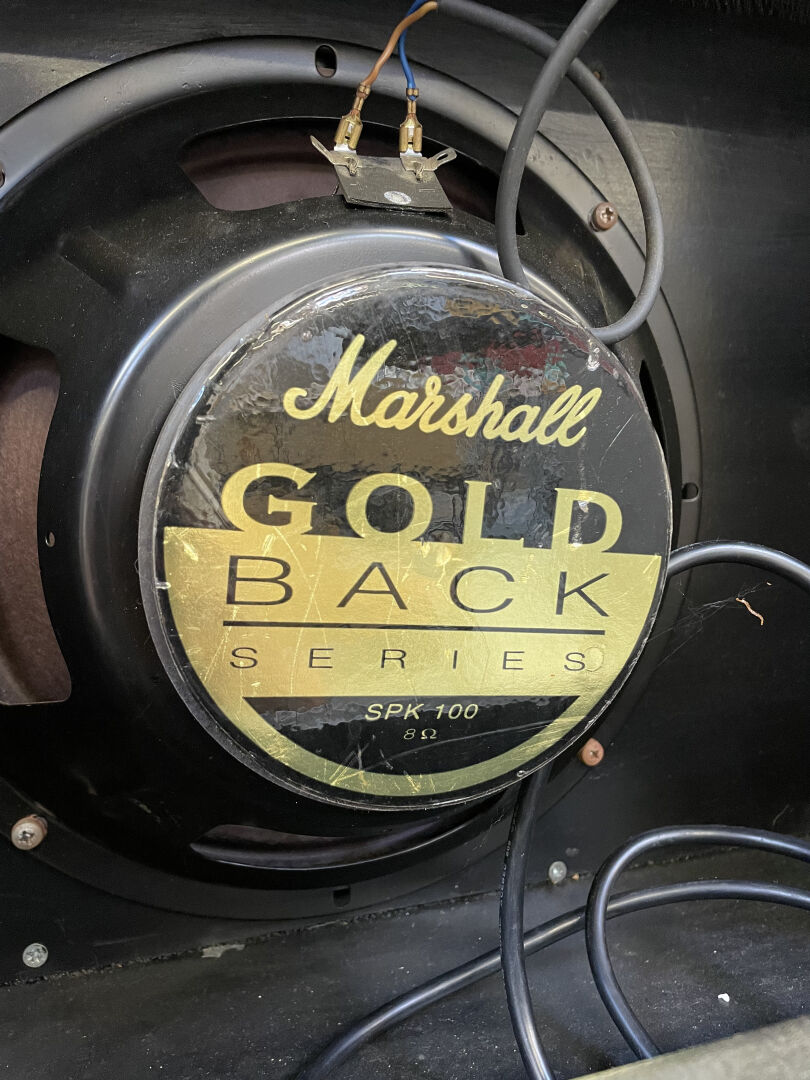 Marshall
GOLD
BACK
SERIES
SPK 100
8 Ω